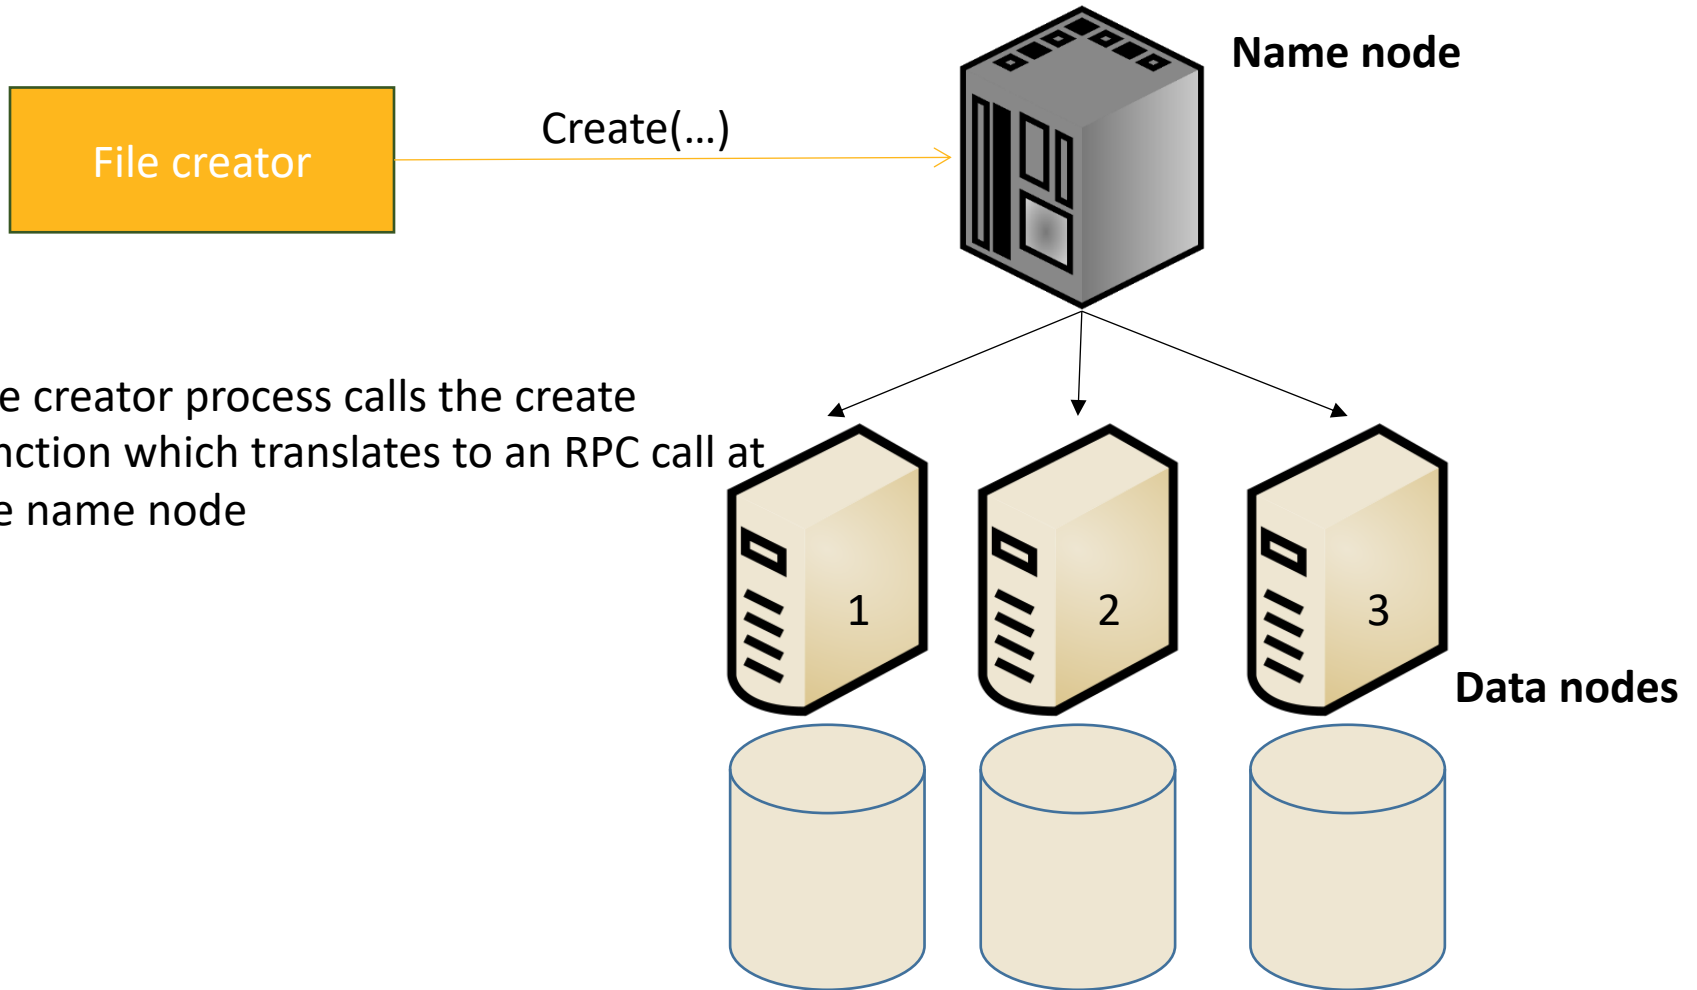 Name node
Create(...)
File creator
e creator process calls the create
nction which translates to an RPC call at
e name node
1
2
3
Data nodes